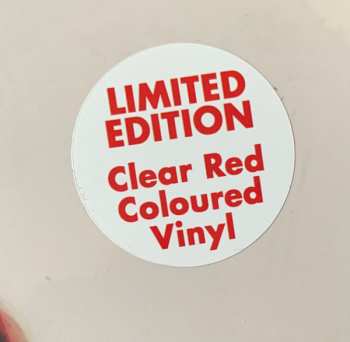 LIMITED
EDITION
Clear Red
Coloured
Vinyl